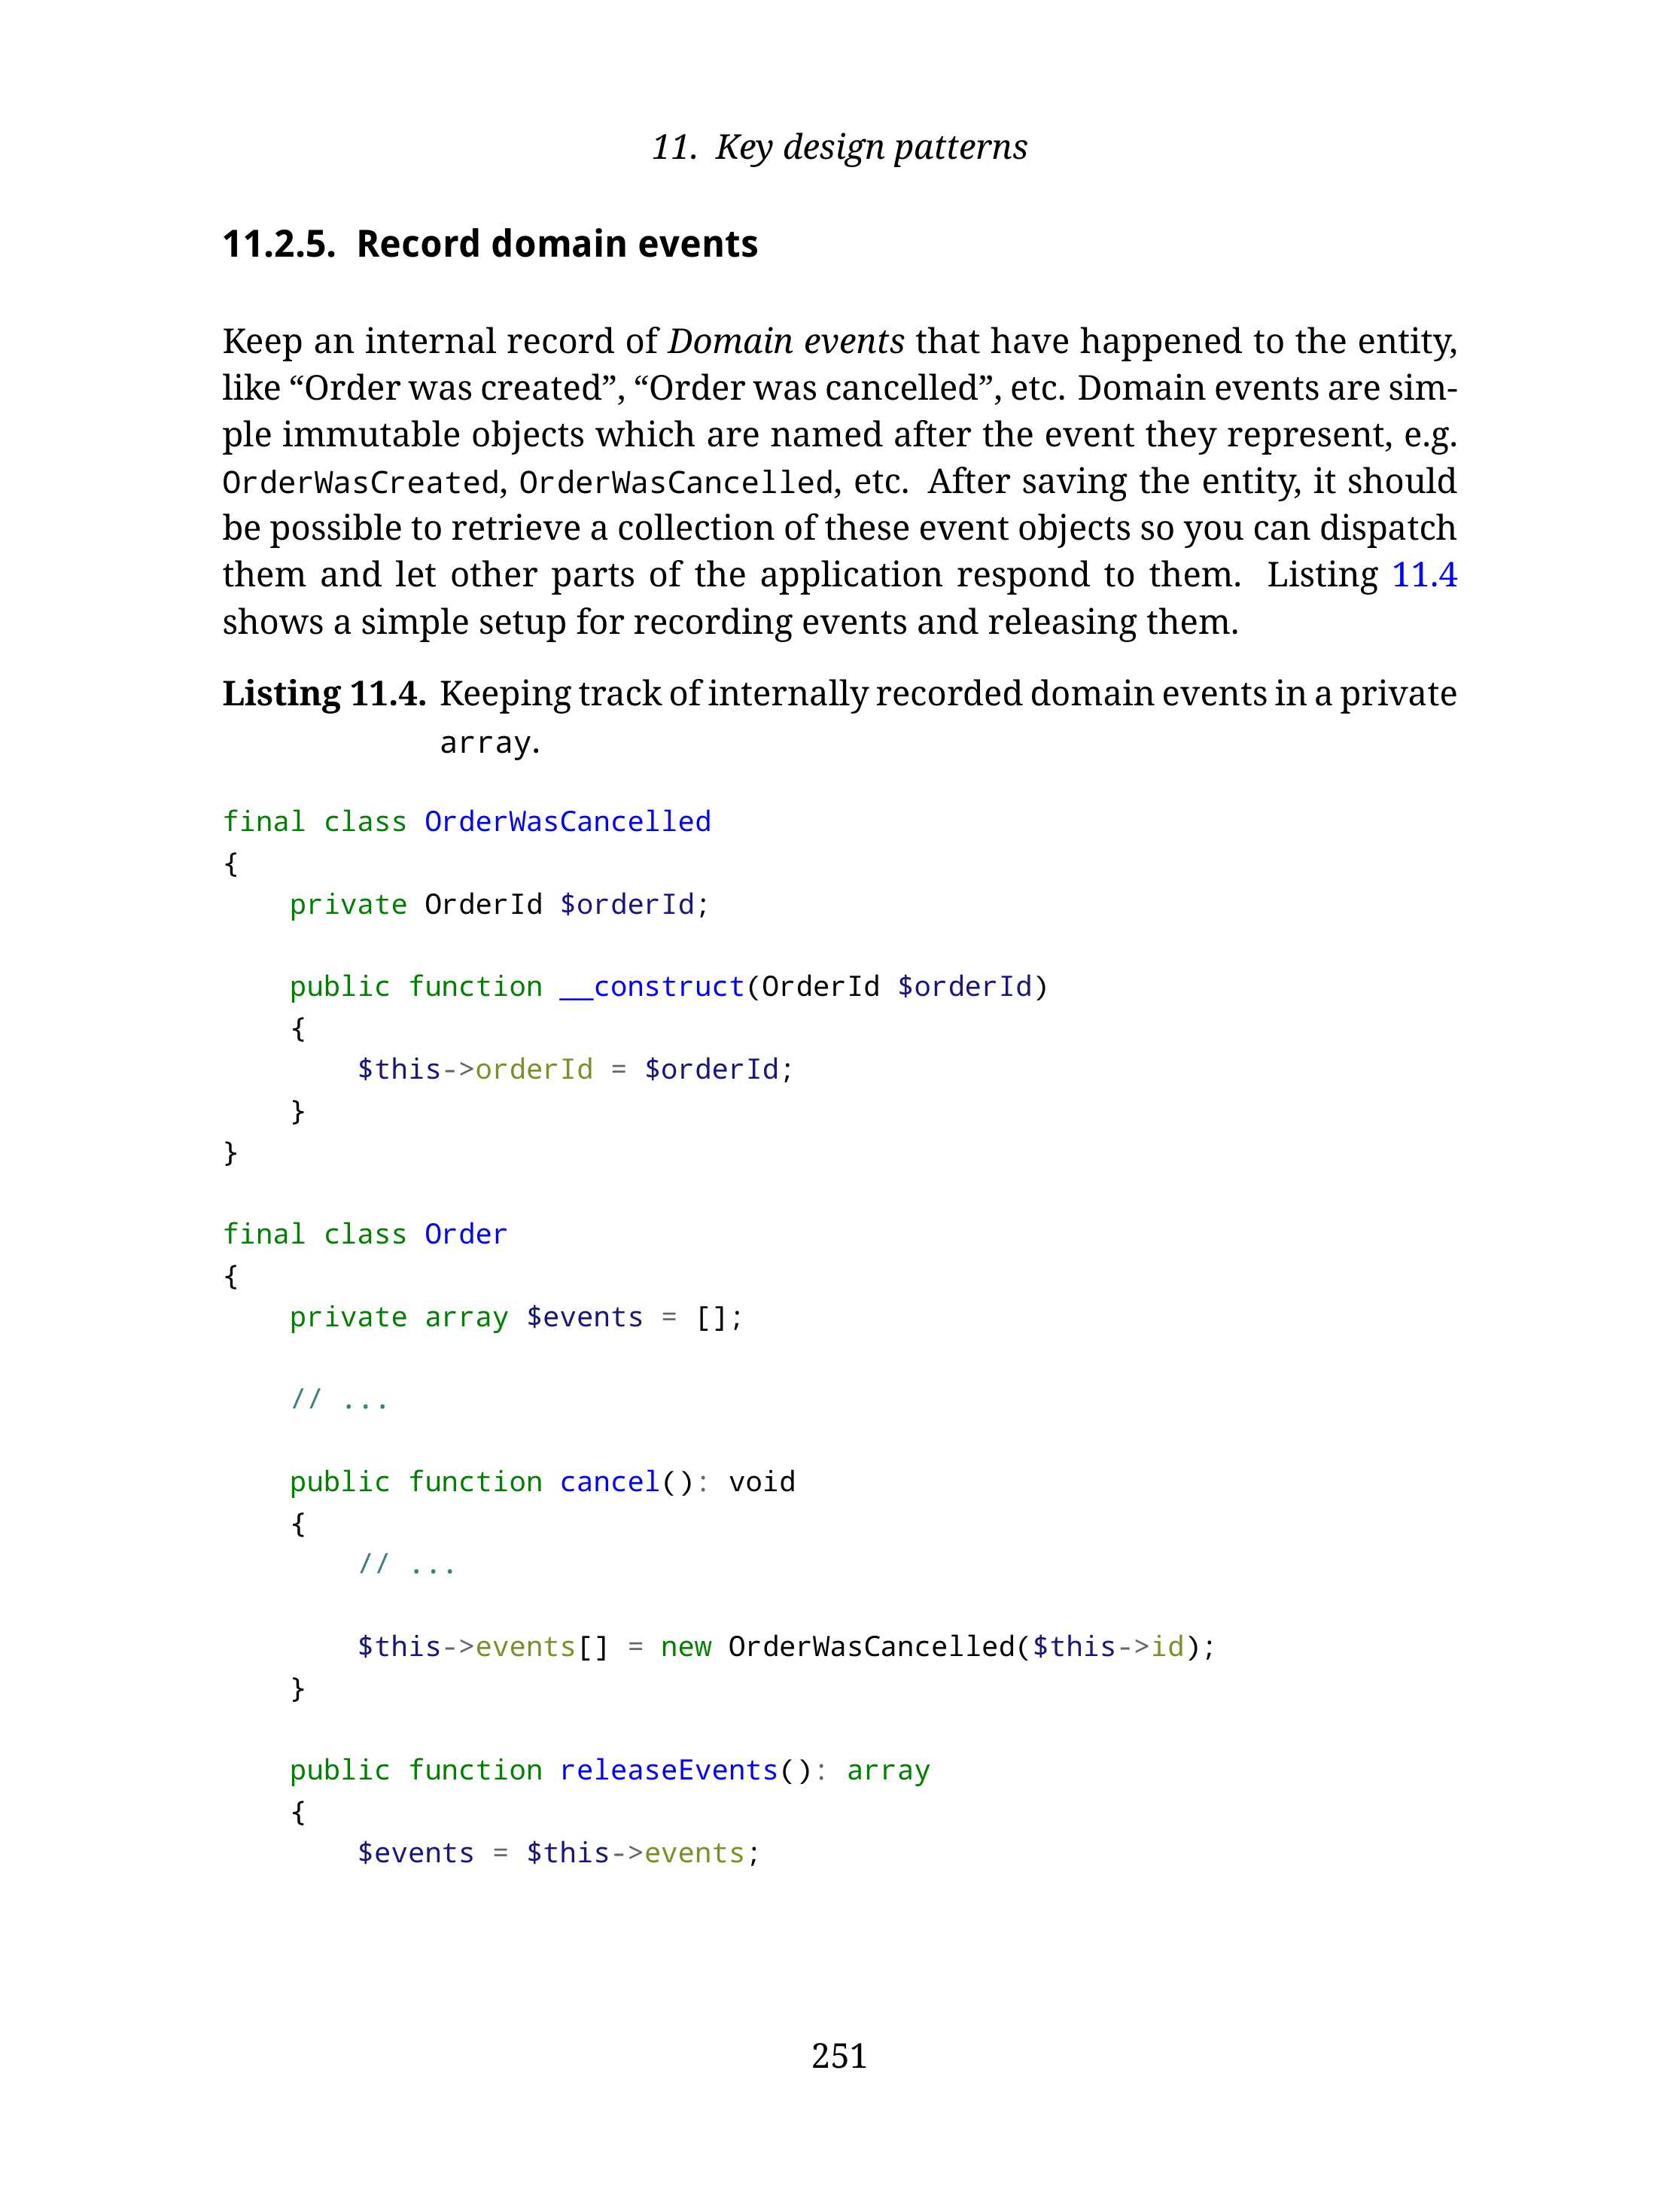 11. Key design patterns
11.2.5. Record domain events
Keep an internal record of Domain events that have happened to the entity,
like “Order was created”, “Order was cancelled”, etc. Domain events are sim-
ple immutable objects which are named after the event they represent, e.g.
OrderWasCreated, OrderWasCancelled, etc. After saving the entity, it should
be possible to retrieve a collection of these event objects so you can dispatch
them and let other parts of the application respond to them. Listing 11.4
shows a simple setup for recording events and releasing them.
Listing 11.4. Keeping track of internally recorded domain events in a private
array.
final class OrderWasCancelled
{
    private OrderId $orderId;

    public function __construct(OrderId $orderId)
    {
        $this->orderId = $orderId;
    }
}

final class Order
{
    private array $events = [];

    // ...

    public function cancel(): void
    {
        // ...

        $this->events[] = new OrderWasCancelled($this->id);
    }

    public function releaseEvents(): array
    {
        $events = $this->events;
251